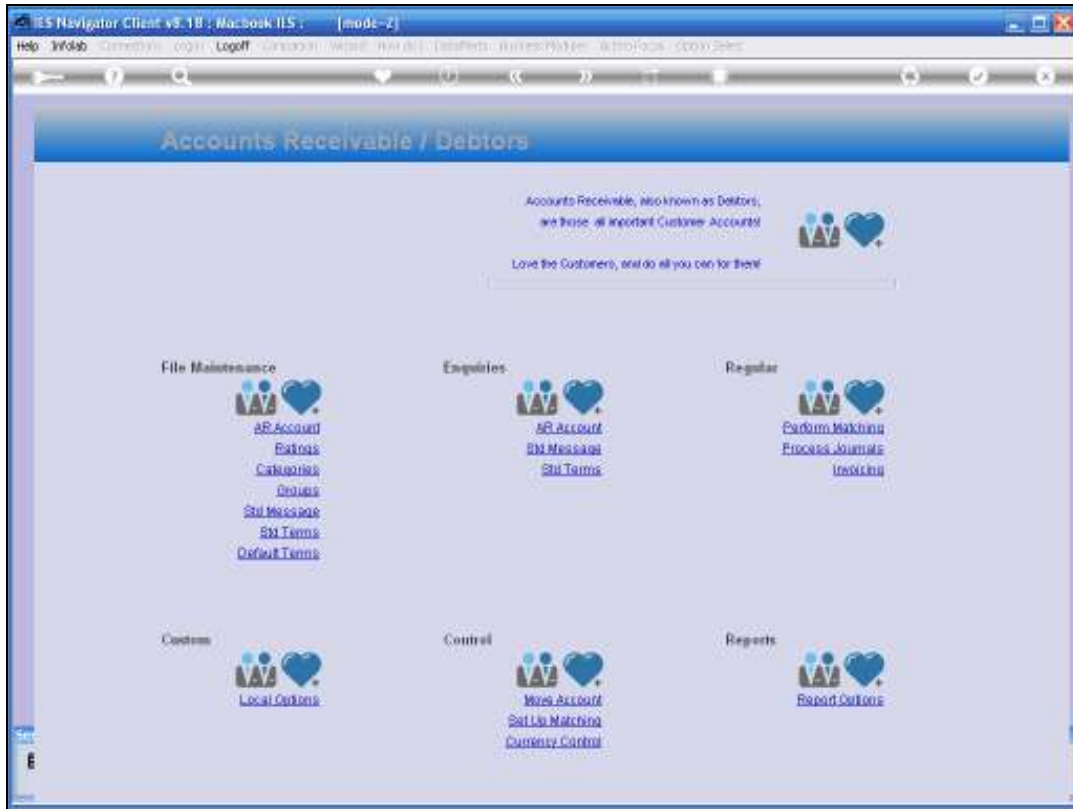 IES Navigator Client v8.18 : Macbook ILS : [mode-Z]
Help Infolab Logoff
Accounts Receivable / Debtors
Accounts Receivable, also known as Debtors,
are those all important Customer Accounts!
Love the Customers, and do all you can for them!
File Maintenance
AR Account
Ratings
Categories
Groups
Std Message
Std Terms
Default Terms
Enquiries
AR Account
Std Message
Std Terms
Regular
Perform Matching
Process Journals
Invoicing
Custom
Local Options
Control
Move Account
Set Up Matching
Currency Control
Reports
Report Options